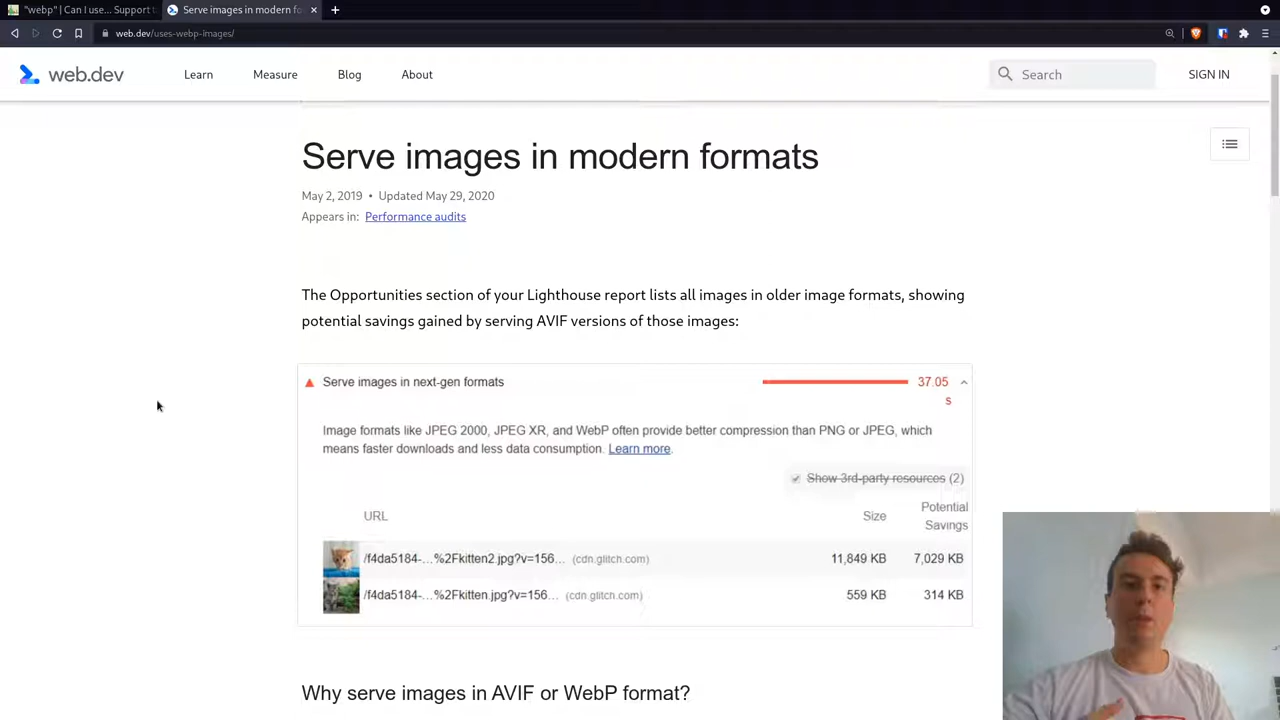 "webp" | Can I use... Support t
Serve images in modern fo
web.dev/uses-webp-images/
web.dev
Learn
Measure
Blog
About
Search
SIGN IN
Serve images in modern formats
May 2, 2019 • Updated May 29, 2020
Appears in: Performance audits
The Opportunities section of your Lighthouse report lists all images in older image formats, showing
potential savings gained by serving AVIF versions of those images:
Serve images in next-gen formats
37.05
s
Image formats like JPEG 2000, JPEG XR, and WebP often provide better compression than PNG or JPEG, which
means faster downloads and less data consumption. Learn more.
Show 3rd-party resources (2)
URL
Size
Potential
Savings
/f4da5184-...%2Fkitten2.jpg?v=156... (cdn.glitch.com)
11,849 KB
7,029 KB
/f4da5184-...%2Fkitten.jpg?v=156... (cdn.glitch.com)
559 KB
314 KB
Why serve images in AVIF or WebP format?